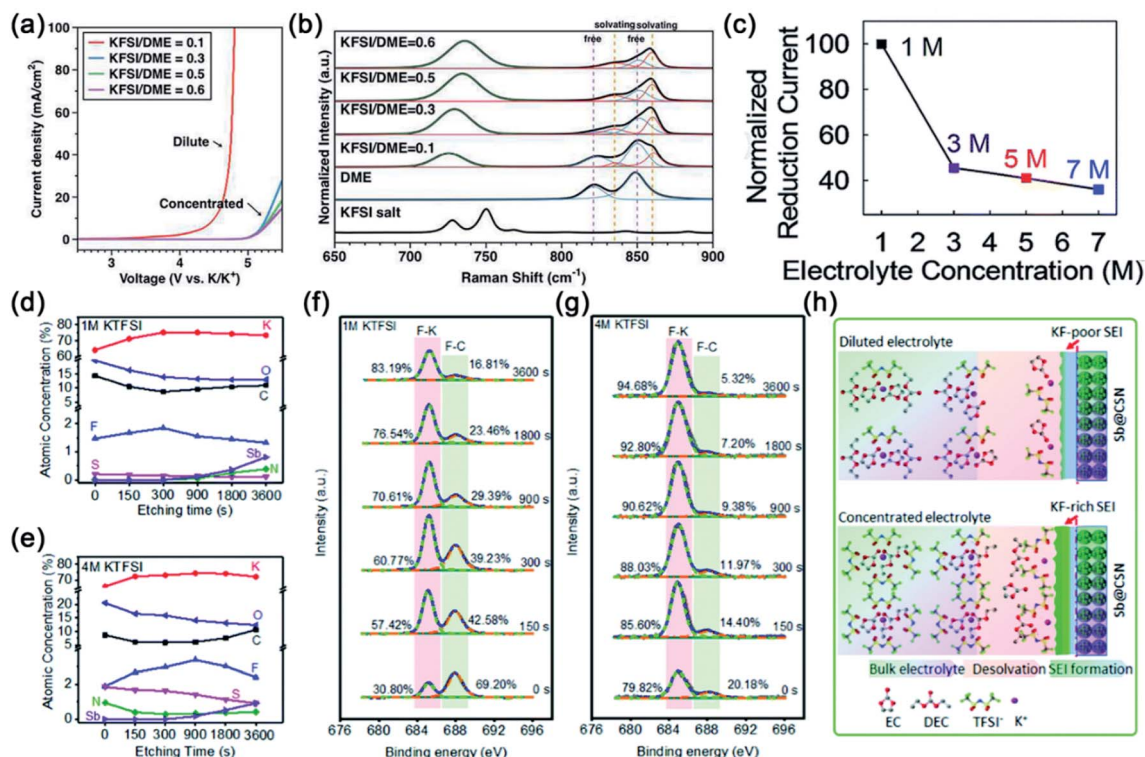 (a)
KFSI/DME = 0.1
KFSI/DME = 0.3
KFSI/DME = 0.5
KFSI/DME = 0.6
Dilute
Concentrated
Current density (mA/cm²)
100
80
60
40
20
0
3
4
5
Voltage (V vs. K/K⁺)
(b)
solvating solvating
free free
KFSI/DME=0.6
KFSI/DME=0.5
KFSI/DME=0.3
KFSI/DME=0.1
DME
KFSI salt
Normalized Intensity (a.u.)
650 700 750 800 850 900
Raman Shift (cm⁻¹)
(c)
Normalized
Reduction Current
100
80
60
40
1 M
3 M
5 M
7 M
1 2 3 4 5 6 7
Electrolyte Concentration (M)
(d)
1M KTFSI
K
O
C
F
Sb
S
N
Atomic Concentration (%)
80
70
60
15
10
5
2
1
0
0 150 300 900 1800 3600
Etching time (s)
(e)
4M KTFSI
K
O
C
F
S
N
Sb
Atomic Concentration (%)
80
70
20
15
10
5
4
2
0
0 150 300 900 1800 3600
Etching Time (s)
(f)
1M KTFSI
F-K
F-C
83.19% 16.81% 3600 s
76.54% 23.46% 1800 s
70.61% 29.39% 900 s
60.77% 39.23% 300 s
57.42% 42.58% 150 s
30.80% 69.20% 0 s
Intensity (a.u.)
676 680 684 688 692 696
Binding energy (eV)
(g)
4M KTFSI
F-K
F-C
94.68% 5.32% 3600 s
92.80% 7.20% 1800 s
90.62% 9.38% 900 s
88.03% 11.97% 300 s
85.60% 14.40% 150 s
79.82% 20.18% 0 s
Intensity (a.u.)
676 680 684 688 692 696
Binding energy (eV)
(h)
KF-poor SEI
Diluted electrolyte
Sb@CSN
KF-rich SEI
Concentrated electrolyte
Sb@CSN
Bulk electrolyte Desolvation SEI formation
EC DEC TFSI⁻ K⁺